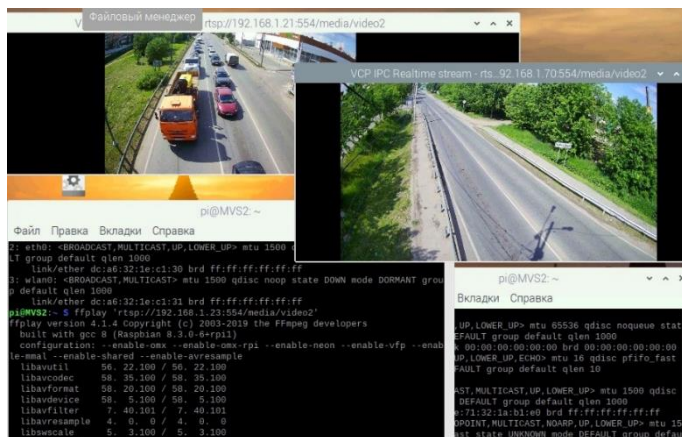 Файловый менеджер
rtsp://192.168.1.21:554/media/video2
VCP IPC Realtime stream - rts..92.168 1.70:554/media/video2
pi@MVS2: ~
Файл Правка Вкладки Справка
2: eth0: <BROADCAST,MULTICAST,UP,LOWER_UP> mtu 1500
LT group default qlen 1000
link/ether dc:a6:32:1e:c1:30 brd ff:ff:ff:ff:ff:ff
3: wlan0: <BROADCAST,MULTICAST> mtu 1500 qdisc noop state DOWN mode DORMANT grou
p default qlen 1000
link/ether dc:a6:32:1e:c1:31 brd ff:ff:ff:ff:ff:ff
pi@MVS2:~ $ ffplay 'rtsp://192.168.1.23:554/media/video2'
ffplay version 4.1.4 Copyright (c) 2003-2019 the FFmpeg developers
built with gcc 8 (Raspbian 8.3.0-6+rpi1)
configuration: --enable-omx --enable-omx-rpi --enable-neon --enable-vfp --enab
le-mmal --enable-shared --enable-avresample
libavutil 56. 22.100 / 56. 22.100
libavcodec 58. 35.100 / 58. 35.100
libavformat 58. 20.100 / 58. 20.100
libavdevice 58. 5.100 / 58. 5.100
libavfilter 7. 40.101 / 7. 40.101
libavresample 4. 0. 0 / 4. 0. 0
libswscale 5. 3.100 / 5. 3.100
pi@MVS2: ~
Вкладки Справка
,UP,LOWER_UP> mtu 65536 qdisc noqueue stat
EFAULT group default qlen 1000
k 00:00:00:00:00:00 brd 00:00:00:00:00:00
UP,LOWER_UP,ECHO> mtu 16 qdisc pfifo_fast
FAULT group default qlen 10
AST,MULTICAST,UP,LOWER_UP> mtu 1500 qdisc
DEFAULT group default qlen 1000
e:71:32:1a:b1:e0 brd ff:ff:ff:ff:ff:ff
OPOINT,MULTICAST,NOARP,UP,LOWER_UP> mtu 15
ast state UNKNOWN mode DEFAULT group defau